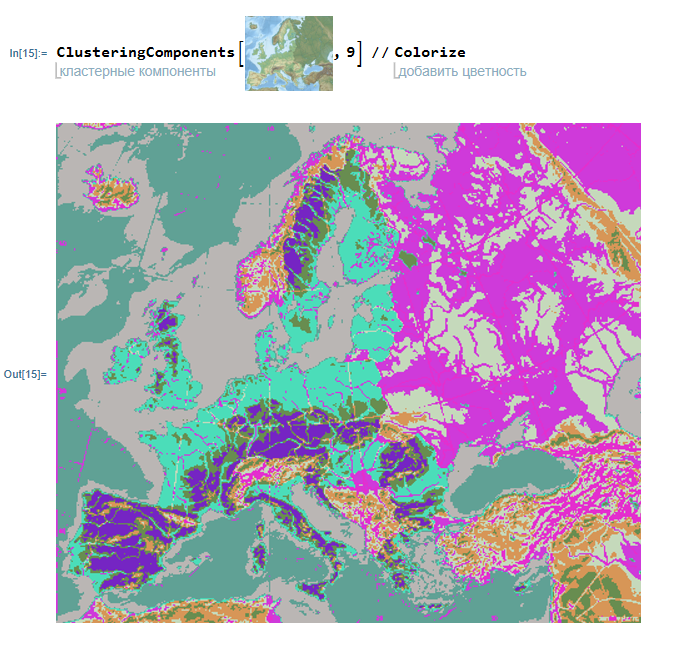 In[15]:= ClusteringComponents[ , 9] // Colorize
кластерные компоненты добавить цветность
Out[15]=